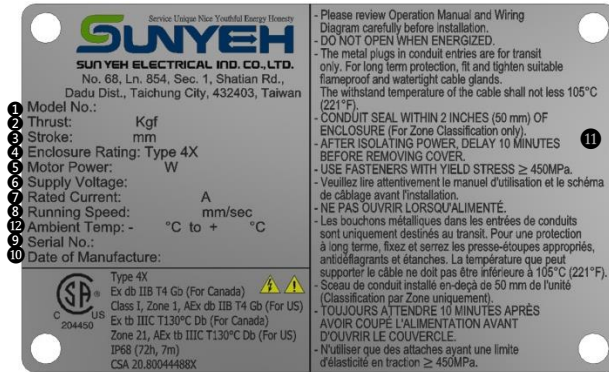 Service Unique Nice Youthful Energy Honesty
SUNYEH
SUN YEH ELECTRICAL IND. CO., LTD.
No. 68, Ln. 854, Sec. 1, Shatian Rd.,
Dadu Dist., Taichung City, 432403, Taiwan
1 Model No.:
2 Thrust: Kgf
3 Stroke: mm
4 Enclosure Rating: Type 4X
5 Motor Power: W
6 Supply Voltage:
7 Rated Current: A
8 Running Speed: mm/sec
12 Ambient Temp: - °C to + °C
9 Serial No.:
10 Date of Manufacture:
SA ®
C US
204450
Type 4X
Ex db IIB T4 Gb (For Canada)
Class I, Zone 1, AEx db IIB T4 Gb (For US)
Ex tb IIIC T130°C Db (For Canada)
Zone 21, AEx tb IIIC T130°C Db (For US)
IP68 (72h, 7m)
CSA 20.80044488X
- Please review Operation Manual and Wiring
Diagram carefully before installation.
- DO NOT OPEN WHEN ENERGIZED.
- The metal plugs in conduit entries are for transit
only. For long term protection, fit and tighten suitable
flameproof and watertight cable glands.
The withstand temperature of the cable shall not less 105°C
(221°F).
- CONDUIT SEAL WITHIN 2 INCHES (50 mm) OF
ENCLOSURE (For Zone Classification only).
- AFTER ISOLATING POWER, DELAY 10 MINUTES
BEFORE REMOVING COVER.
- USE FASTENERS WITH YIELD STRESS ≥ 450MPa.
- Veuillez lire attentivement le manuel d'utilisation et le schéma
de câblage avant l'installation.
- NE PAS OUVRIR LORSQU'ALIMENTÉ.
- Les bouchons métalliques dans les entrées de conduits
sont uniquement destinés au transit. Pour une protection
à long terme, fixez et serrez les presse-étoupes appropriés,
antidéflagrants et étanches. La température que peut
supporter le câble ne doit pas être inférieure à 105°C (221°F).
- Sceau de conduit installé en-deçà de 50 mm de l'unité
(Classification par Zone uniquement).
- TOUJOURS ATTENDRE 10 MINUTES APRÈS
AVOIR COUPÉ L'ALIMENTATION AVANT
D'OUVRIR LE COUVERCLE.
- N'utiliser que des attaches ayant une limite
d'élasticité en traction ≥ 450MPa.
11